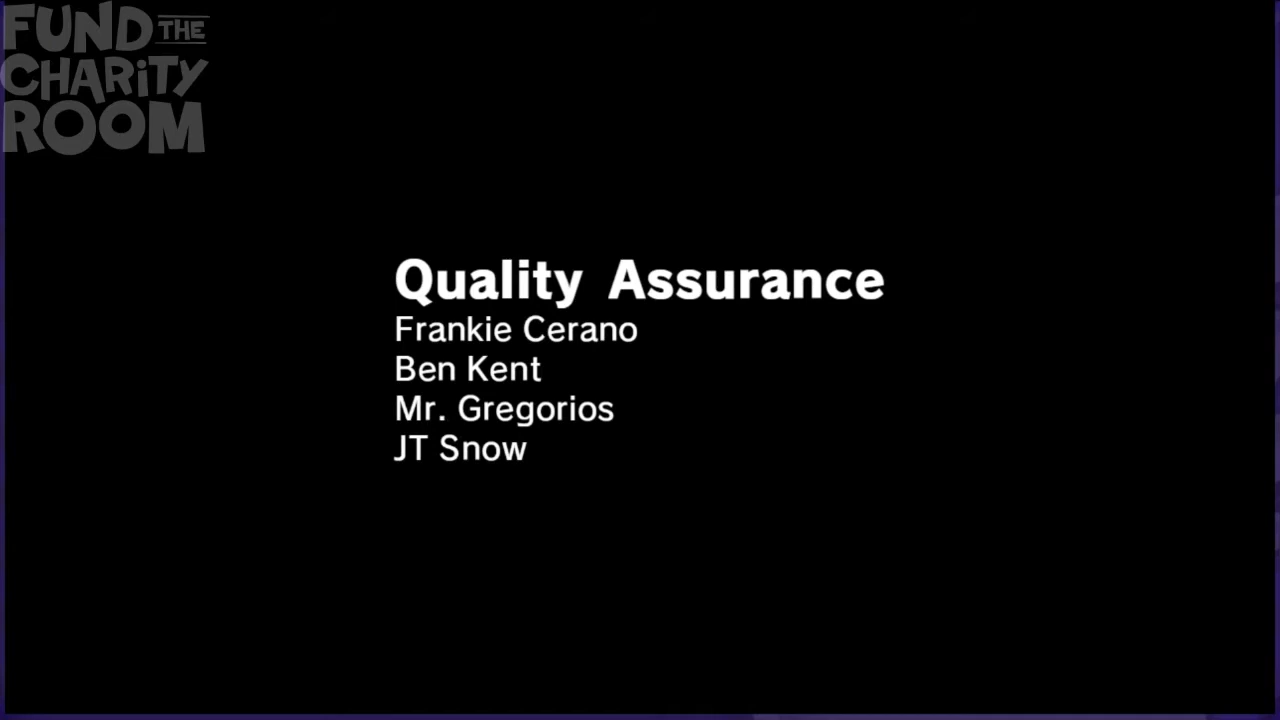 FUND THE
CHARITY
ROOM
Quality Assurance
Frankie Cerano
Ben Kent
Mr. Gregorios
JT Snow